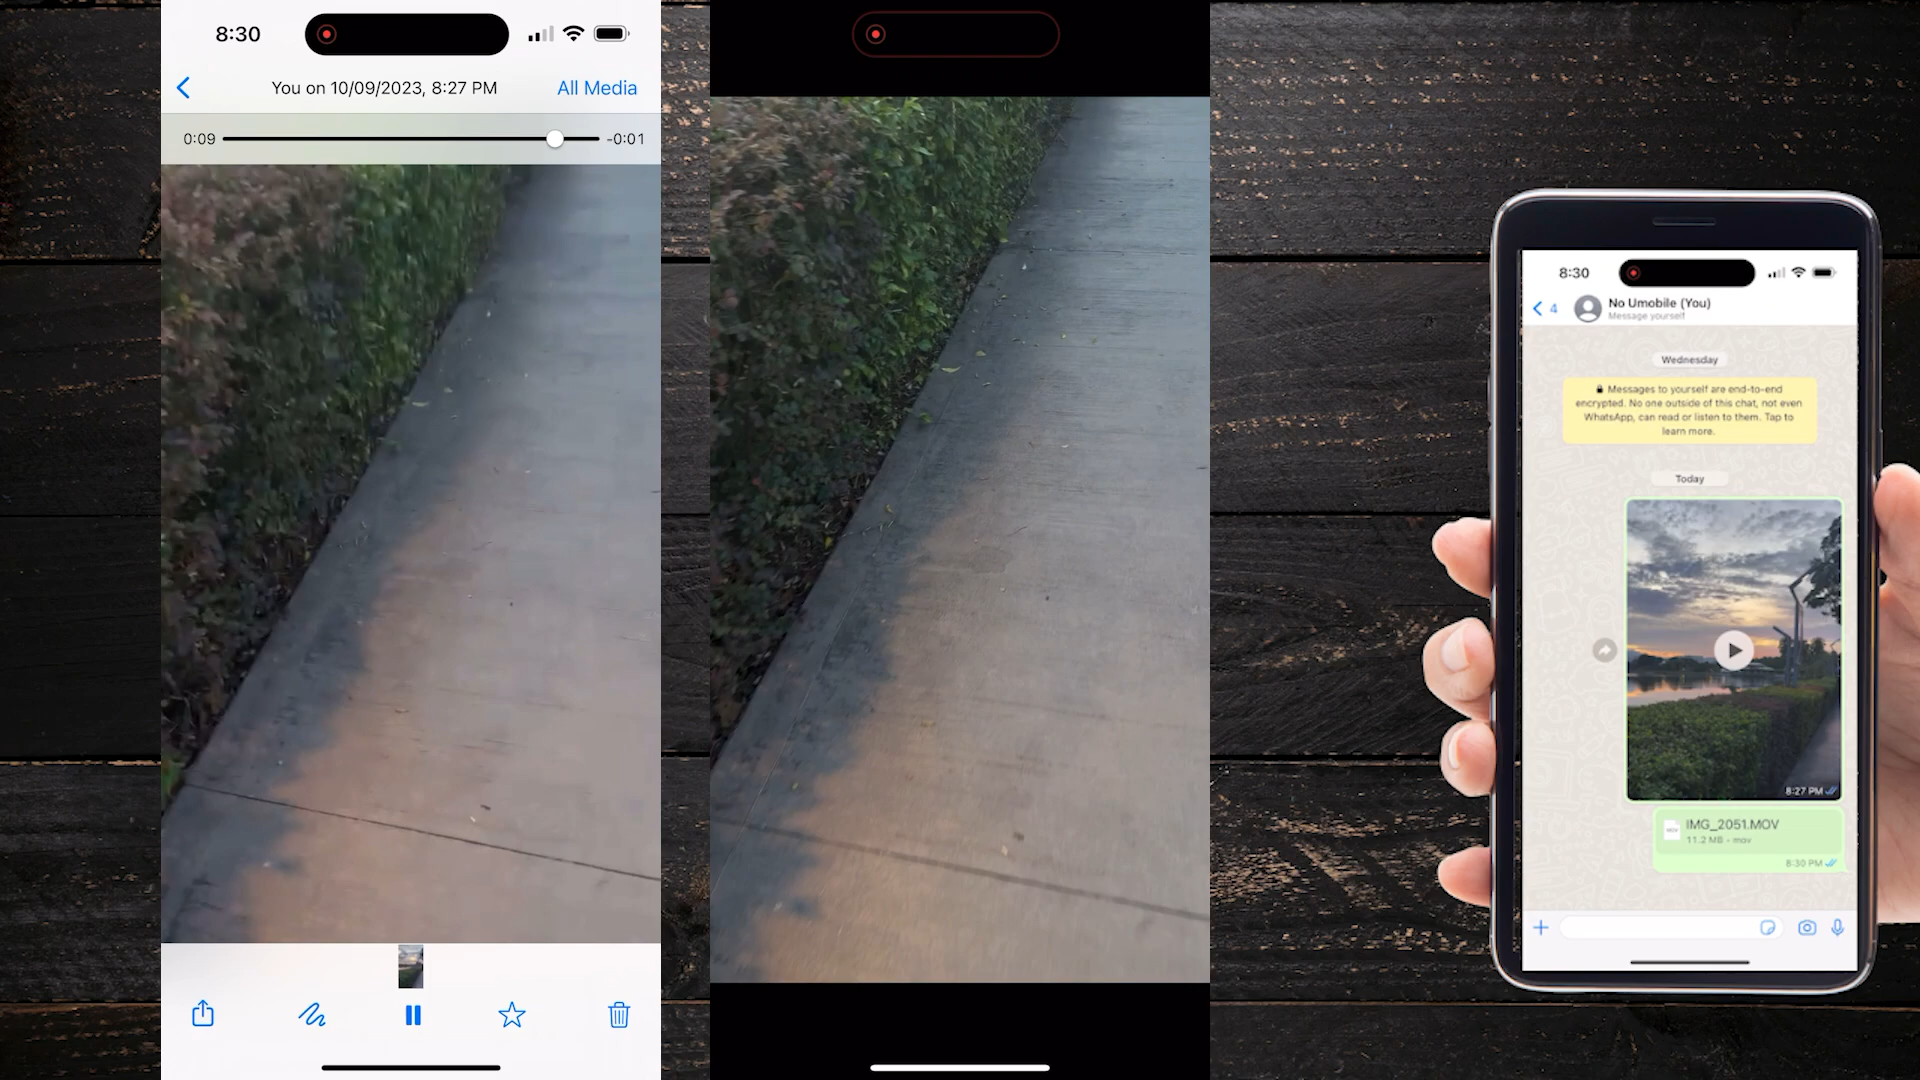 8:30
You on 10/09/2023, 8:27 PM
All Media
0:09
-0:01
8:30
4
No Umobile (You)
Message yourself
Wednesday
Messages to yourself are end-to-end
encrypted. No one outside of this chat, not even
WhatsApp, can read or listen to them. Tap to
learn more.
Today
8:27 PM
IMG_2051.MOV
11.2 MB • mov
8:30 PM